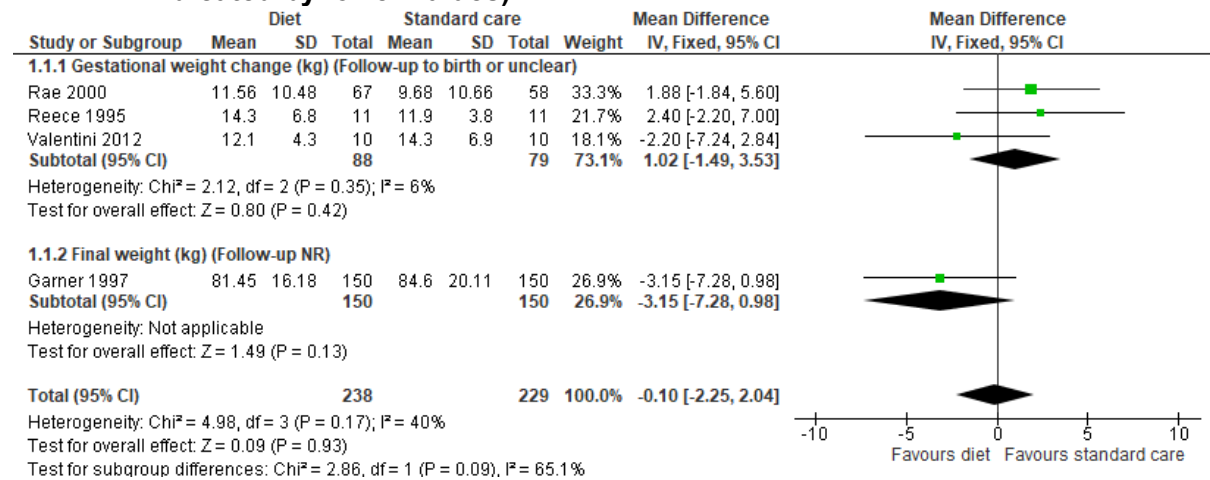 Diet Standard care Mean Difference Mean Difference
Study or Subgroup Mean SD Total Mean SD Total Weight IV, Fixed, 95% CI IV, Fixed, 95% CI
1.1.1 Gestational weight change (kg) (Follow-up to birth or unclear)
Rae 2000 11.56 10.48 67 9.68 10.66 58 33.3% 1.88 [-1.84, 5.60]
Reece 1995 14.3 6.8 11 11.9 3.8 11 21.7% 2.40 [-2.20, 7.00]
Valentini 2012 12.1 4.3 10 14.3 6.9 10 18.1% -2.20 [-7.24, 2.84]
Subtotal (95% CI) 88 79 73.1% 1.02 [-1.49, 3.53]
Heterogeneity: Chi² = 2.12, df = 2 (P = 0.35); I² = 6%
Test for overall effect: Z = 0.80 (P = 0.42)
1.1.2 Final weight (kg) (Follow-up NR)
Garner 1997 81.45 16.18 150 84.6 20.11 150 26.9% -3.15 [-7.28, 0.98]
Subtotal (95% CI) 150 150 26.9% -3.15 [-7.28, 0.98]
Heterogeneity: Not applicable
Test for overall effect: Z = 1.49 (P = 0.13)
Total (95% CI) 238 229 100.0% -0.10 [-2.25, 2.04]
Heterogeneity: Chi² = 4.98, df = 3 (P = 0.17); I² = 40%
Test for overall effect: Z = 0.09 (P = 0.93)
Test for subgroup differences: Chi² = 2.86, df = 1 (P = 0.09), I² = 65.1%
-10 -5 0 5 10
Favours diet Favours standard care